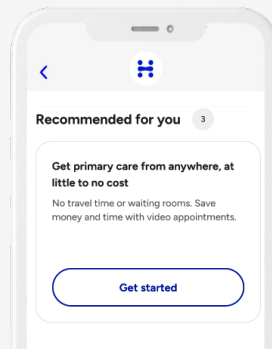 Recommended for you 3
Get primary care from anywhere, at
little to no cost
No travel time or waiting rooms. Save
money and time with video appointments.
Get started